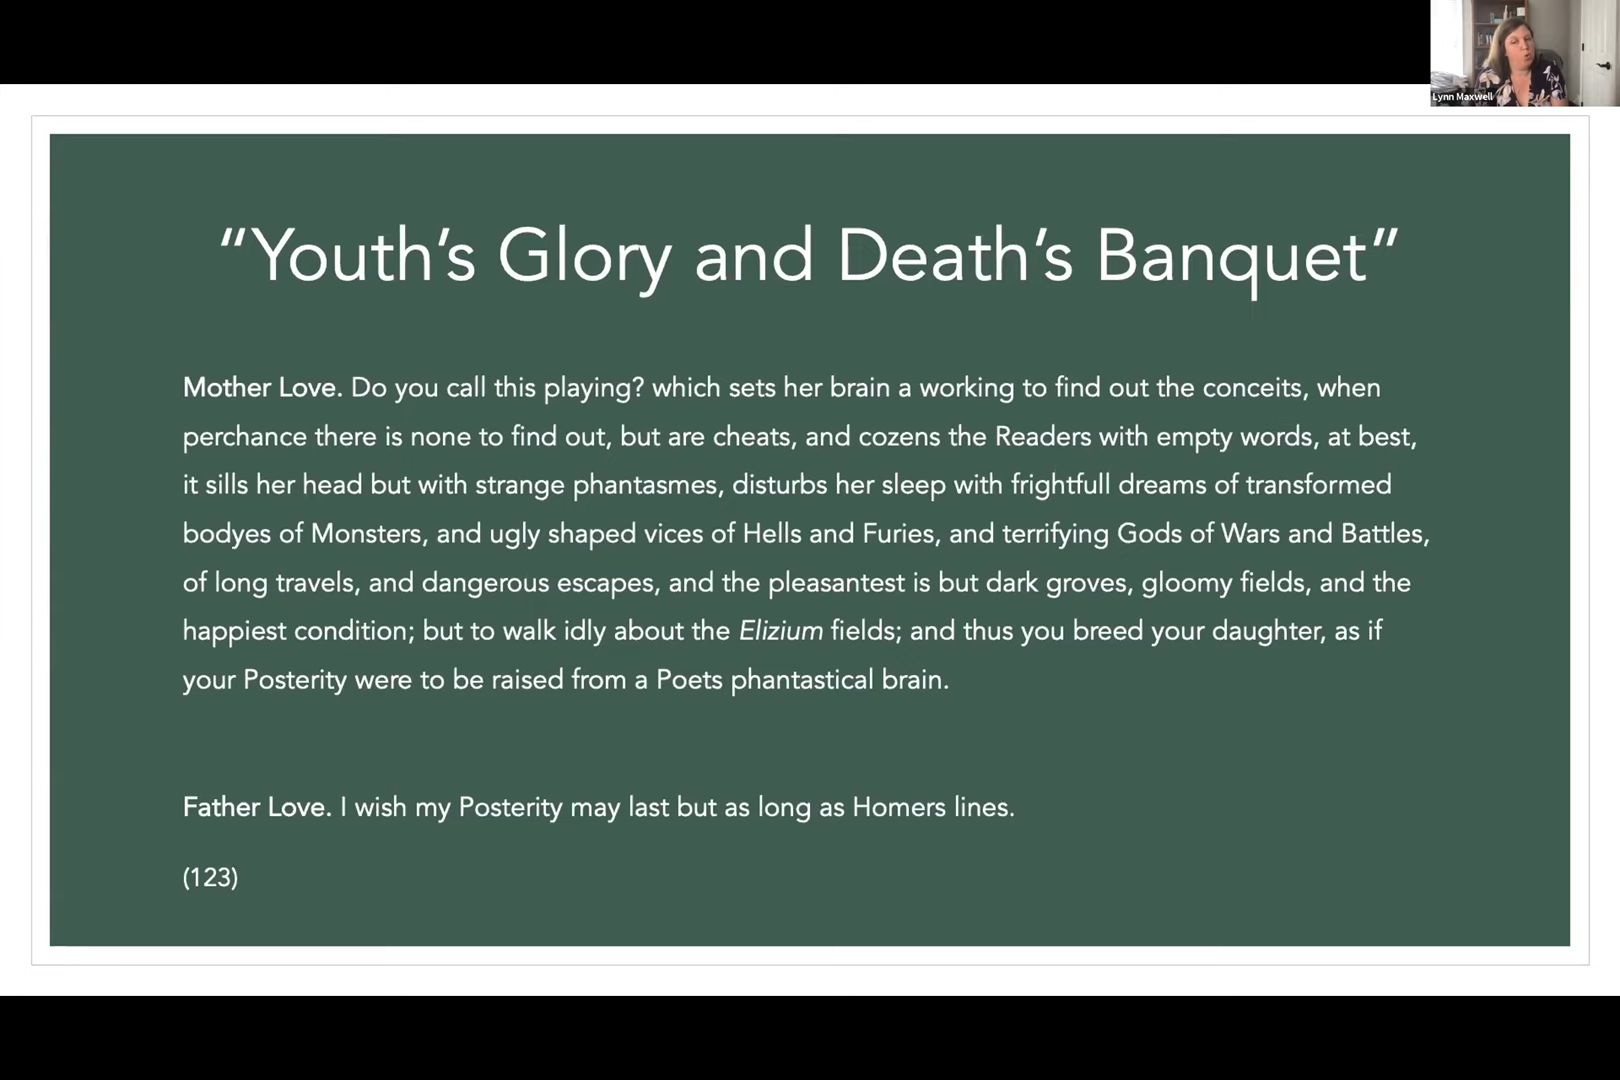 Lynn Maxwell
“Youth’s Glory and Death’s Banquet”
Mother Love. Do you call this playing? which sets her brain a working to find out the conceits, when
perchance there is none to find out, but are cheats, and cozens the Readers with empty words, at best,
it sills her head but with strange phantasmes, disturbs her sleep with frightfull dreams of transformed
bodyes of Monsters, and ugly shaped vices of Hells and Furies, and terrifying Gods of Wars and Battles,
of long travels, and dangerous escapes, and the pleasantest is but dark groves, gloomy fields, and the
happiest condition; but to walk idly about the Elizium fields; and thus you breed your daughter, as if
your Posterity were to be raised from a Poets phantastical brain.
Father Love. I wish my Posterity may last but as long as Homers lines.
(123)